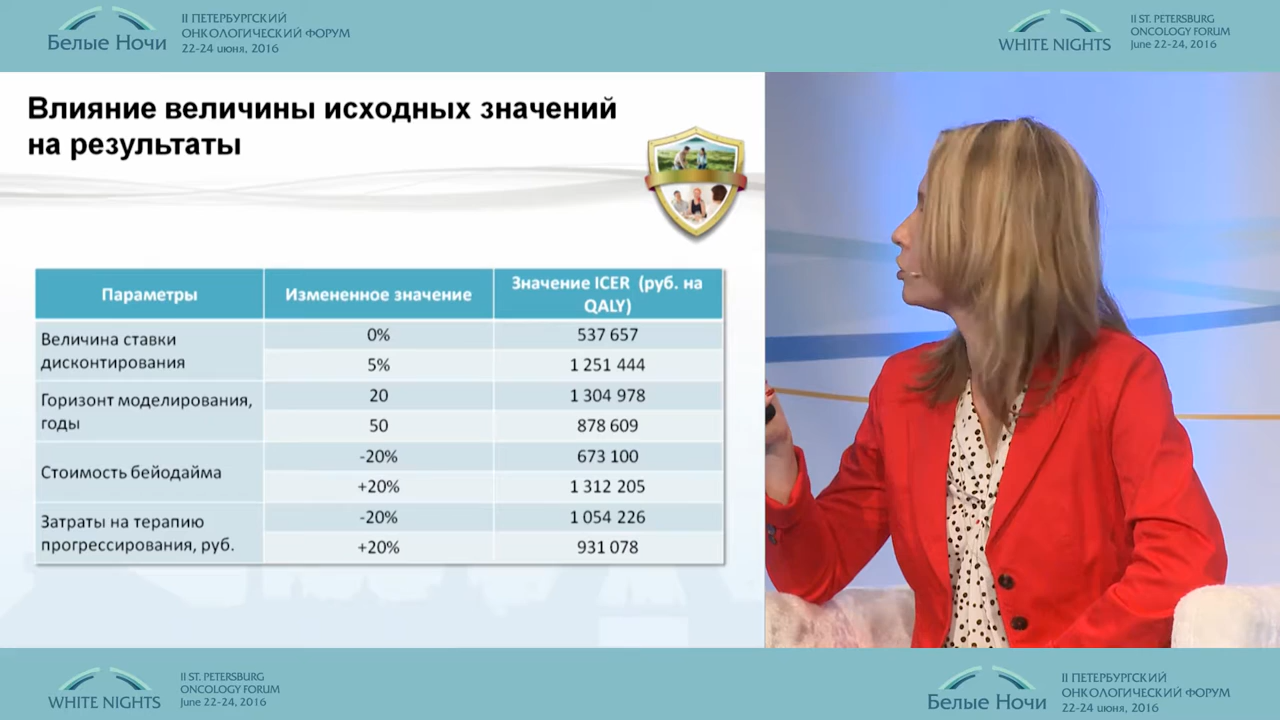 Белые Ночи
II ПЕТЕРБУРГСКИЙ
ОНКОЛОГИЧЕСКИЙ ФОРУМ
22-24 июня, 2016
WHITE NIGHTS
II ST. PETERSBURG
ONCOLOGY FORUM
June 22-24, 2016
Влияние величины исходных значений
на результаты
Параметры
Измененное значение
Значение ICER (руб. на
QALY)
Величина ставки
дисконтирования
0%
537 657
5%
1 251 444
Горизонт моделирования,
годы
20
1 304 978
50
878 609
Стоимость бейодайма
-20%
673 100
+20%
1 312 205
Затраты на терапию
прогрессирования, руб.
-20%
1 054 226
+20%
931 078
WHITE NIGHTS
II ST. PETERSBURG
ONCOLOGY FORUM
June 22-24, 2016
Белые Ночи
II ПЕТЕРБУРГСКИЙ
ОНКОЛОГИЧЕСКИЙ ФОРУМ
22-24 июня, 2016